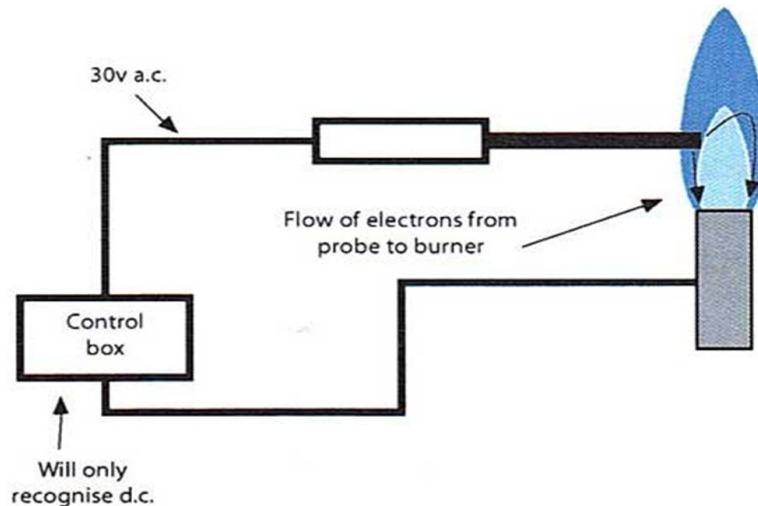 30v a.c.
Flow of electrons from
probe to burner
Control
box
Will only
recognise d.c.